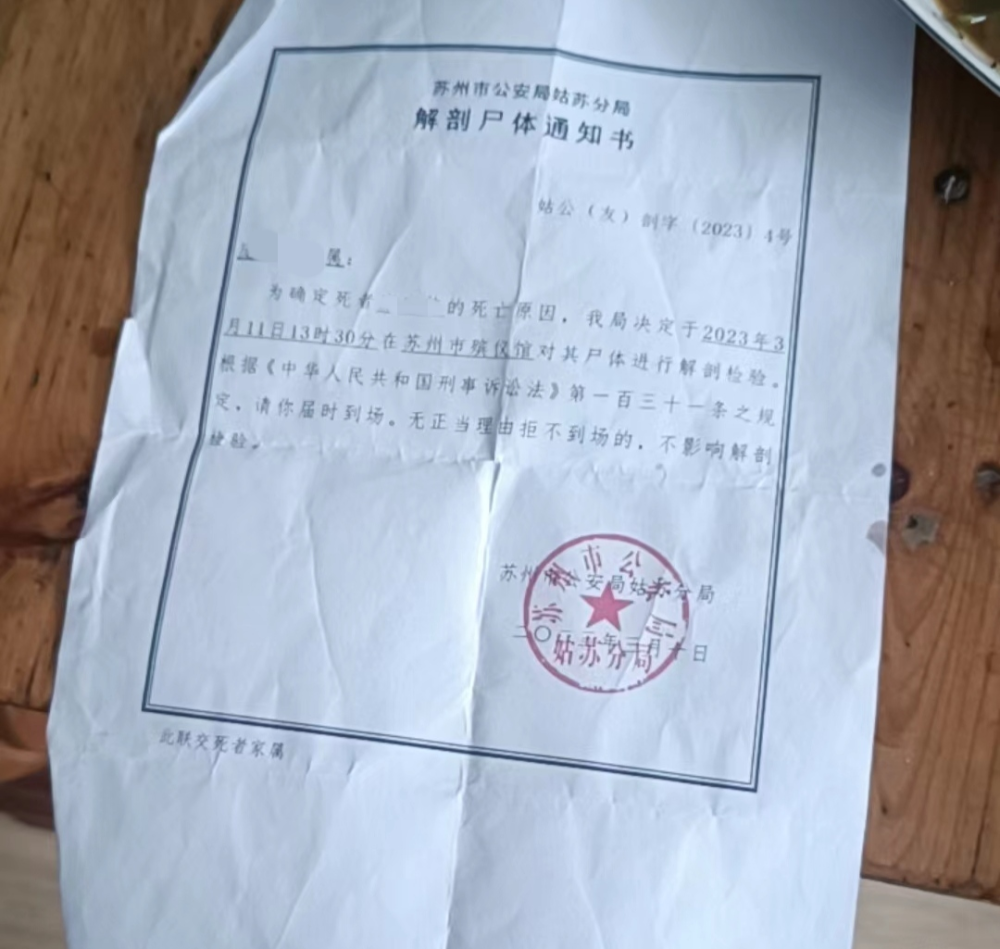 苏州市公安局姑苏分局
解剖尸体通知书
姑公（友）剖字〔2023〕4号
属：
为确定死者 的死亡原因，我局决定于2023年3
月11日13时30分在苏州市殡仪馆对其尸体进行解剖检验。
根据《中华人民共和国刑事诉讼法》第一百三十一条之规
定，请你届时到场。无正当理由拒不到场的，不影响解剖
检验。
苏州市公安局姑苏分局
二〇二三年三月十日
苏州市公安局
姑苏分局
此联交死者家属